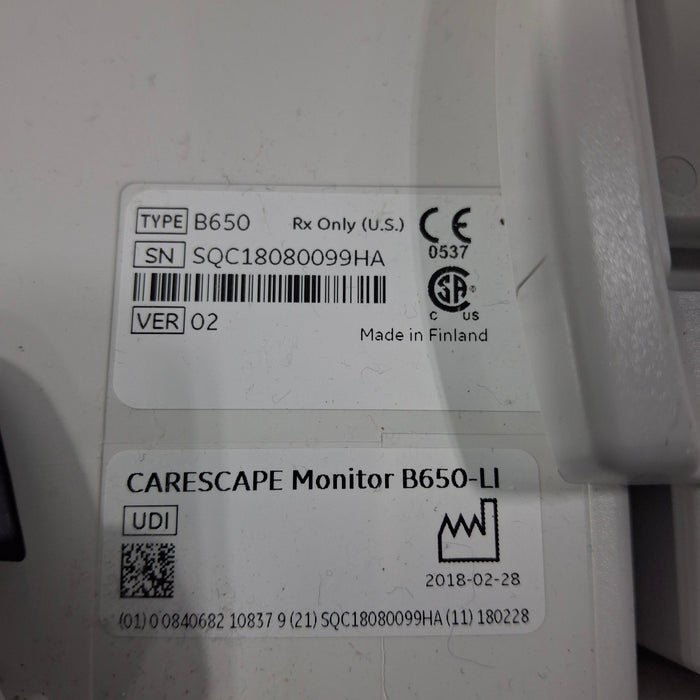 TYPE B650 Rx Only (U.S.) CE
0537
SN SQC18080099HA
SA ®
C US
VER 02
Made in Finland
CARESCAPE Monitor B650-LI
UDI
2018-02-28
(01) 0 0840682 10837 9 (21) SQC18080099HA (11) 180228